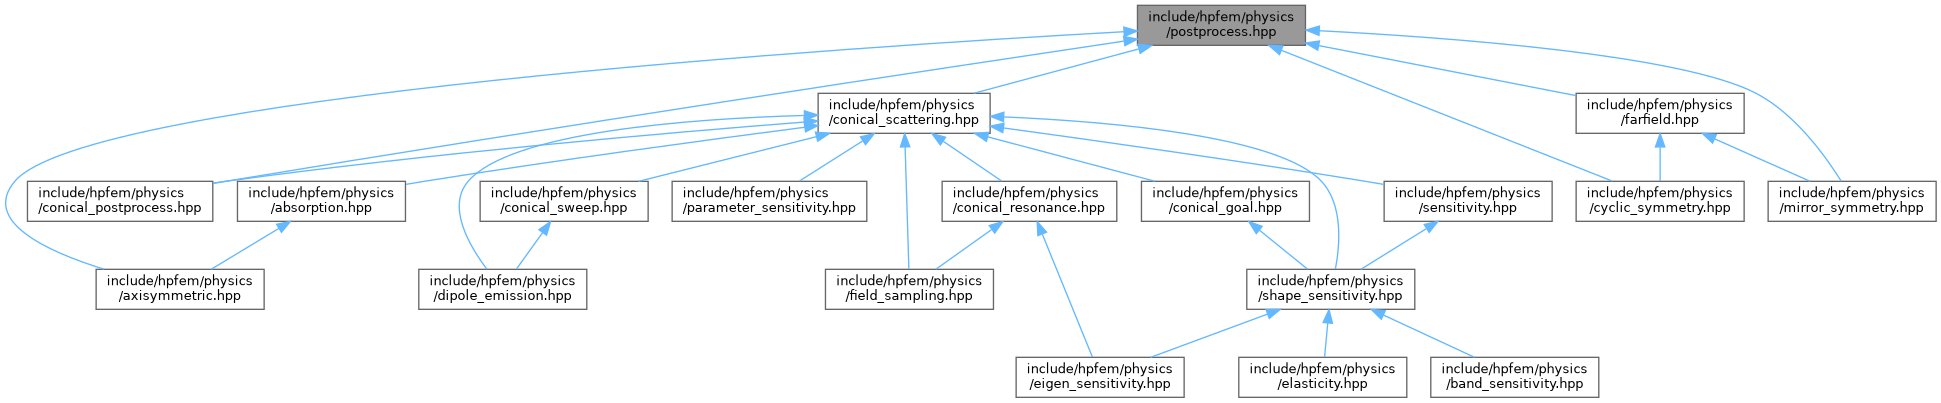 include/hpfem/physics
/postprocess.hpp
include/hpfem/physics
/conical_scattering.hpp
include/hpfem/physics
/farfield.hpp
include/hpfem/physics
/conical_postprocess.hpp
include/hpfem/physics
/absorption.hpp
include/hpfem/physics
/conical_sweep.hpp
include/hpfem/physics
/parameter_sensitivity.hpp
include/hpfem/physics
/conical_resonance.hpp
include/hpfem/physics
/conical_goal.hpp
include/hpfem/physics
/sensitivity.hpp
include/hpfem/physics
/cyclic_symmetry.hpp
include/hpfem/physics
/mirror_symmetry.hpp
include/hpfem/physics
/axisymmetric.hpp
include/hpfem/physics
/dipole_emission.hpp
include/hpfem/physics
/field_sampling.hpp
include/hpfem/physics
/shape_sensitivity.hpp
include/hpfem/physics
/eigen_sensitivity.hpp
include/hpfem/physics
/elasticity.hpp
include/hpfem/physics
/band_sensitivity.hpp